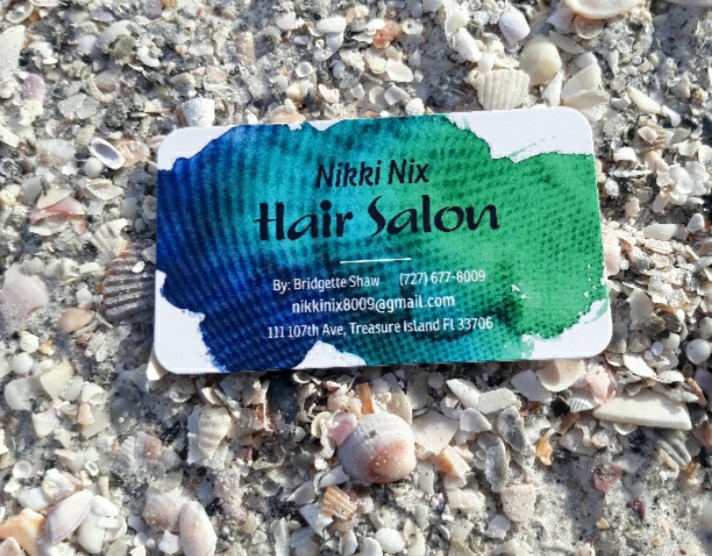 Nikki Nix
Hair Salon
By: Bridgette Shaw (727) 677-8009
nikkinix8009@gmail.com
111 107th Ave, Treasure Island Fl 33706